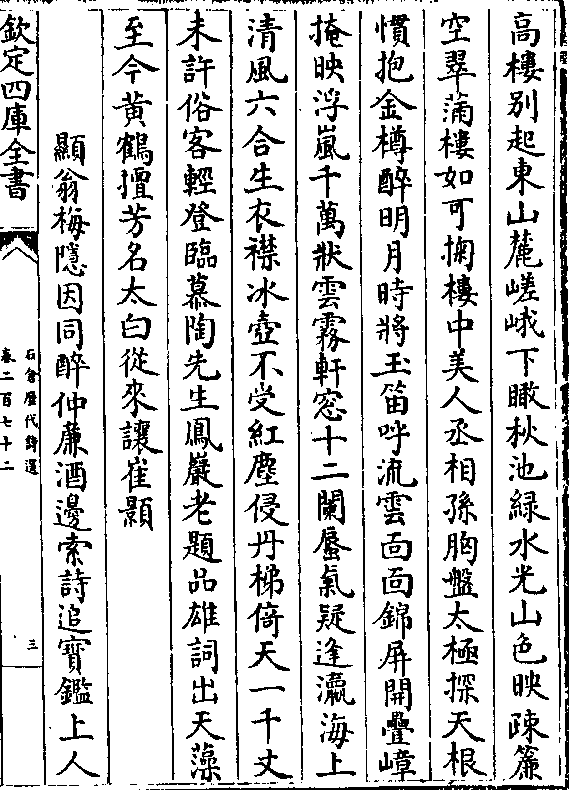 高樓別起東山麓嵯峨下瞰秋池綠水光山色映疎簾
空翠滿樓如可掬樓中美人丞相孫胸盤太極探天根
慣抱金樽醉明月時將玉笛呼流雲靣靣錦屏開疊嶂
掩映浮嵐千萬狀雲霧軒窓十二闌蜃氣疑逢瀛海上
清風六合生衣襟冰壺不受紅塵侵丹梯倚天一千丈
未許俗客輕登臨慕陶先生鳳巖老題品雄詞出天藻
至今黄鶴擅芳名太白從來讓崔顥
顯翁梅隱因同醉仲亷酒邊索詩追寳鑑上人
欽定四庫全書
石倉歷代詩選
卷二百七十二
三